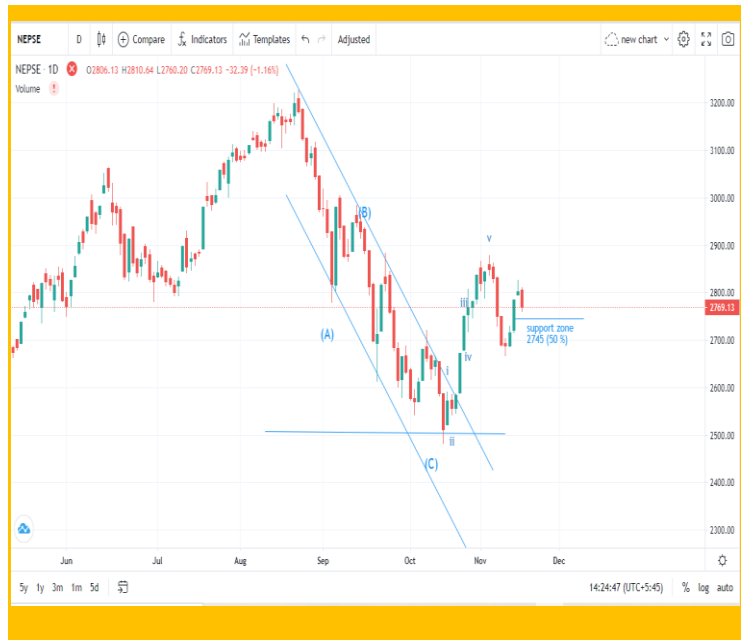 NEPSE D Compare fx Indicators Templates Adjusted new chart
NEPSE · 1D O2806.13 H2810.64 L2760.20 C2769.13 -32.39 (-1.16%)
Volume !
3200.00
3100.00
3000.00
(B)
2900.00
v
2800.00
iii
2769.13
support zone
2745 (50 %)
(A)
2700.00
iv
i
2600.00
2500.00
ii
(C)
2400.00
2300.00
Jun Jul Aug Sep Oct Nov Dec
5y 1y 3m 1m 5d 14:24:47 (UTC+5:45) % log auto